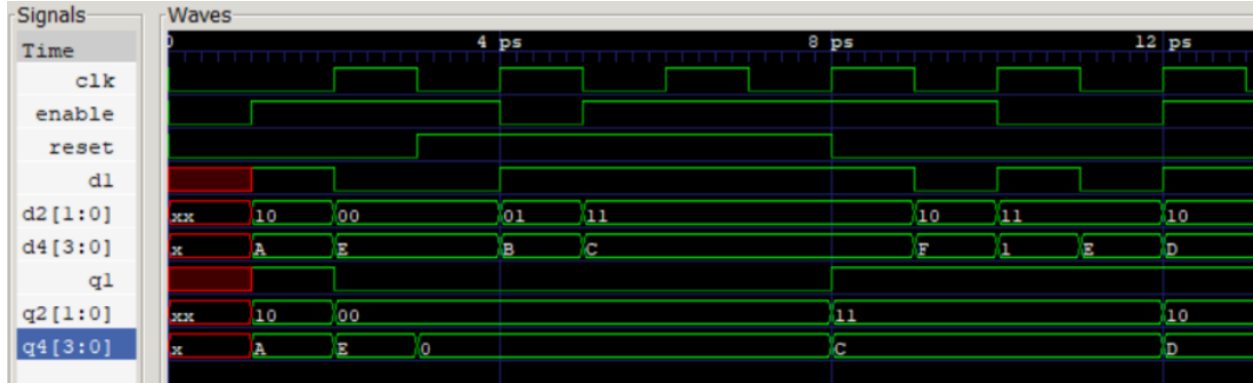 Signals Waves
Time 0 4 ps 8 ps 12 ps
clk
enable
reset
d1
d2[1:0] xx 10 00 01 11 10 11 10
d4[3:0] x A E B C F 1 E D
q1
q2[1:0] xx 10 00 11 10
q4[3:0] x A E 0 C D